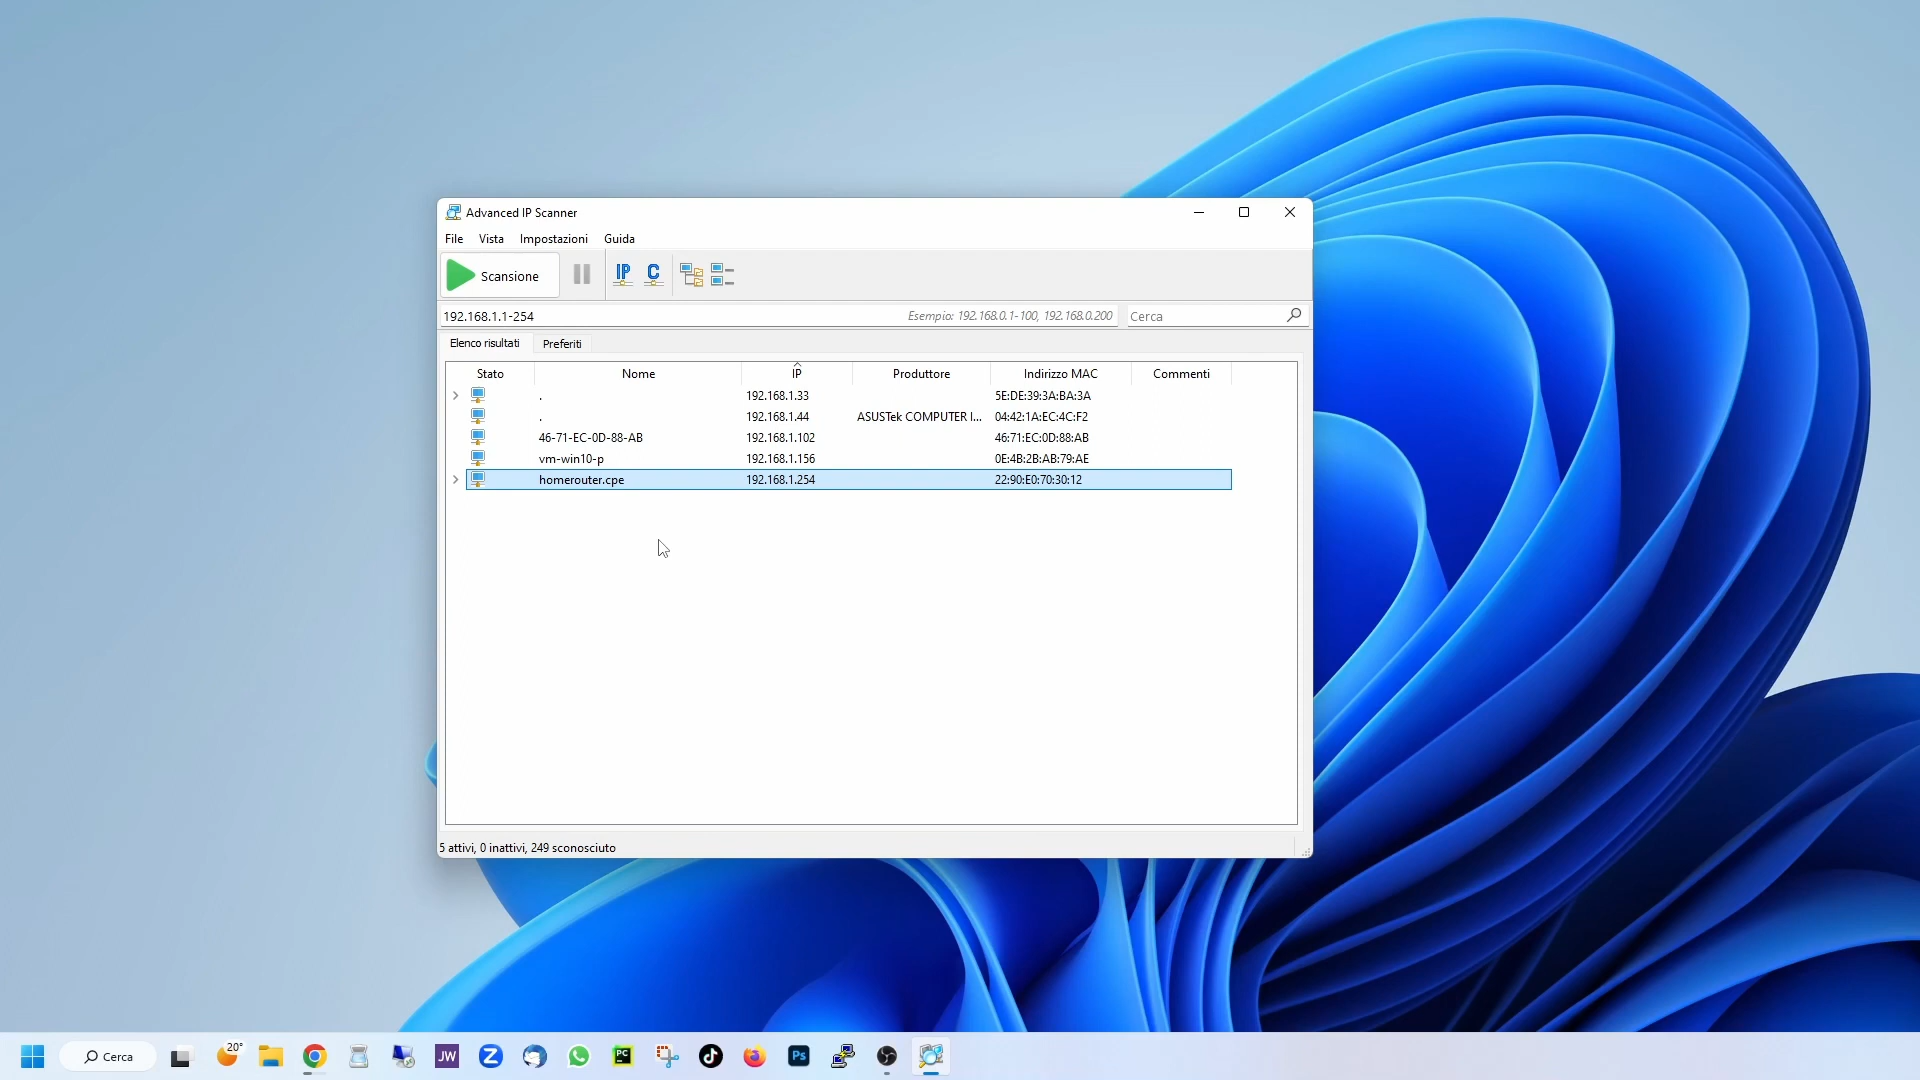 Advanced IP Scanner
File Vista Impostazioni Guida
Scansione IP C
192.168.1.1-254 Esempio: 192.168.0.1-100, 192.168.0.200 Cerca
Elenco risultati Preferiti
Stato Nome IP Produttore Indirizzo MAC Commenti
. 192.168.1.33 5E:DE:39:3A:BA:3A
. 192.168.1.44 ASUSTek COMPUTER I... 04:42:1A:EC:4C:F2
46-71-EC-0D-88-AB 192.168.1.102 46:71:EC:0D:88:AB
vm-win10-p 192.168.1.156 0E:4B:2B:AB:79:AE
homerouter.cpe 192.168.1.254 22:90:E0:70:30:12
5 attivi, 0 inattivi, 249 sconosciuto
Cerca 20° JW Z PC Ps